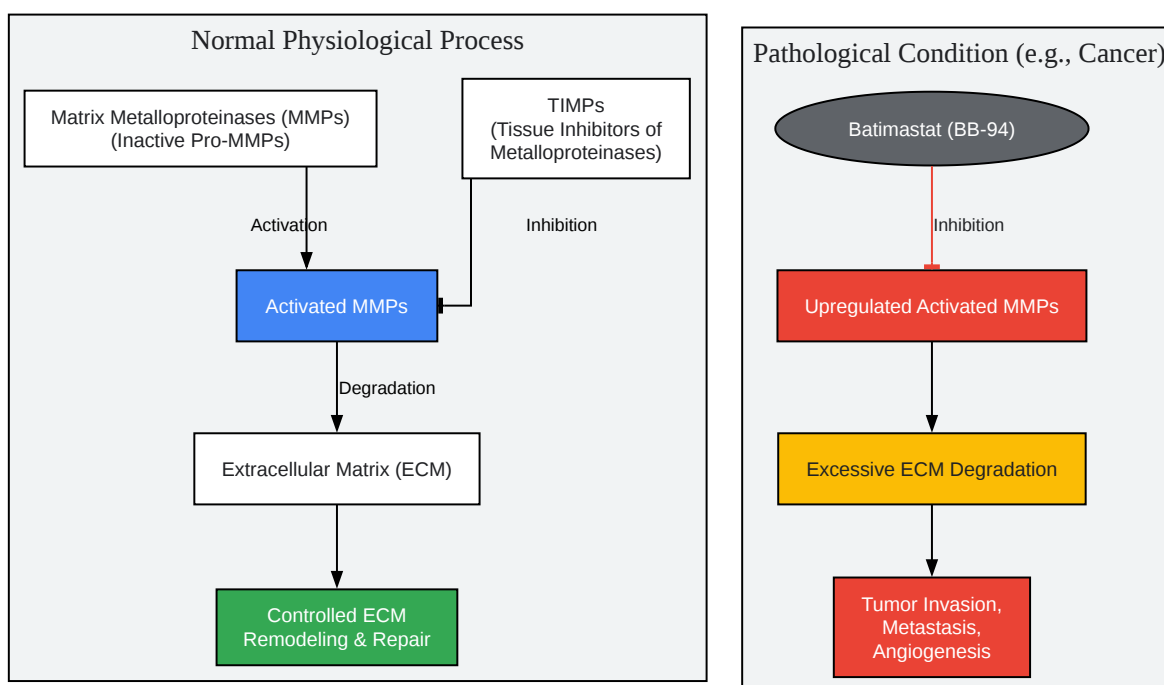 Normal Physiological Process
Matrix Metalloproteinases (MMPs)
(Inactive Pro-MMPs)
TIMPs
(Tissue Inhibitors of
Metalloproteinases)
Activation
Inhibition
Activated MMPs
Degradation
Extracellular Matrix (ECM)
Controlled ECM
Remodeling & Repair
Pathological Condition (e.g., Cancer)
Batimastat (BB-94)
Inhibition
Upregulated Activated MMPs
Excessive ECM Degradation
Tumor Invasion,
Metastasis,
Angiogenesis